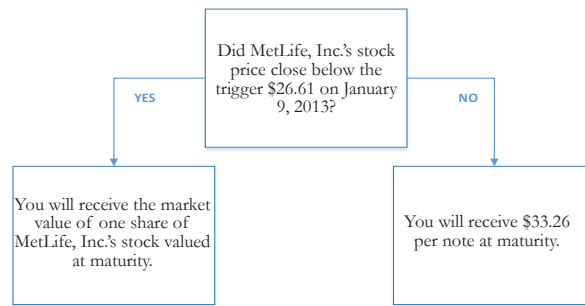 Did MetLife, Inc.'s stock
price close below the
trigger $26.61 on January
9, 2013?
YES
NO
You will receive the market
value of one share of
MetLife, Inc.'s stock valued
at maturity.
You will receive $33.26
per note at maturity.